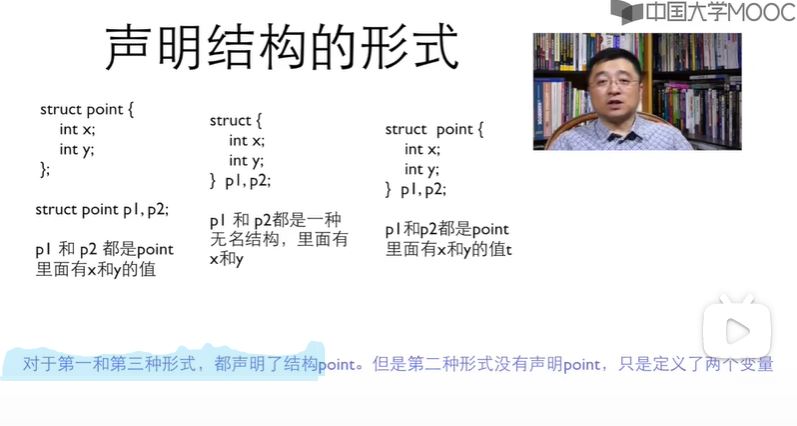 中国大学MOOC
声明结构的形式
struct point {
int x;
int y;
};
struct point p1, p2;
p1 和 p2 都是point
里面有x和y的值
struct {
int x;
int y;
} p1, p2;
p1 和 p2都是一种
无名结构，里面有
x和y
struct point {
int x;
int y;
} p1, p2;
p1和p2都是point
里面有x和y的值t
对于第一和第三种形式，都声明了结构point。但是第二种形式没有声明point，只是定义了两个变量